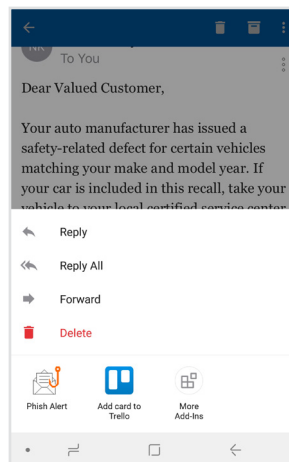 NR
To You
Dear Valued Customer,
Your auto manufacturer has issued a
safety-related defect for certain vehicles
matching your make and model year. If
your car is included in this recall, take your
vehicle to your local certified service center
Reply
Reply All
Forward
Delete
Phish Alert
Add card to
Trello
More
Add-Ins